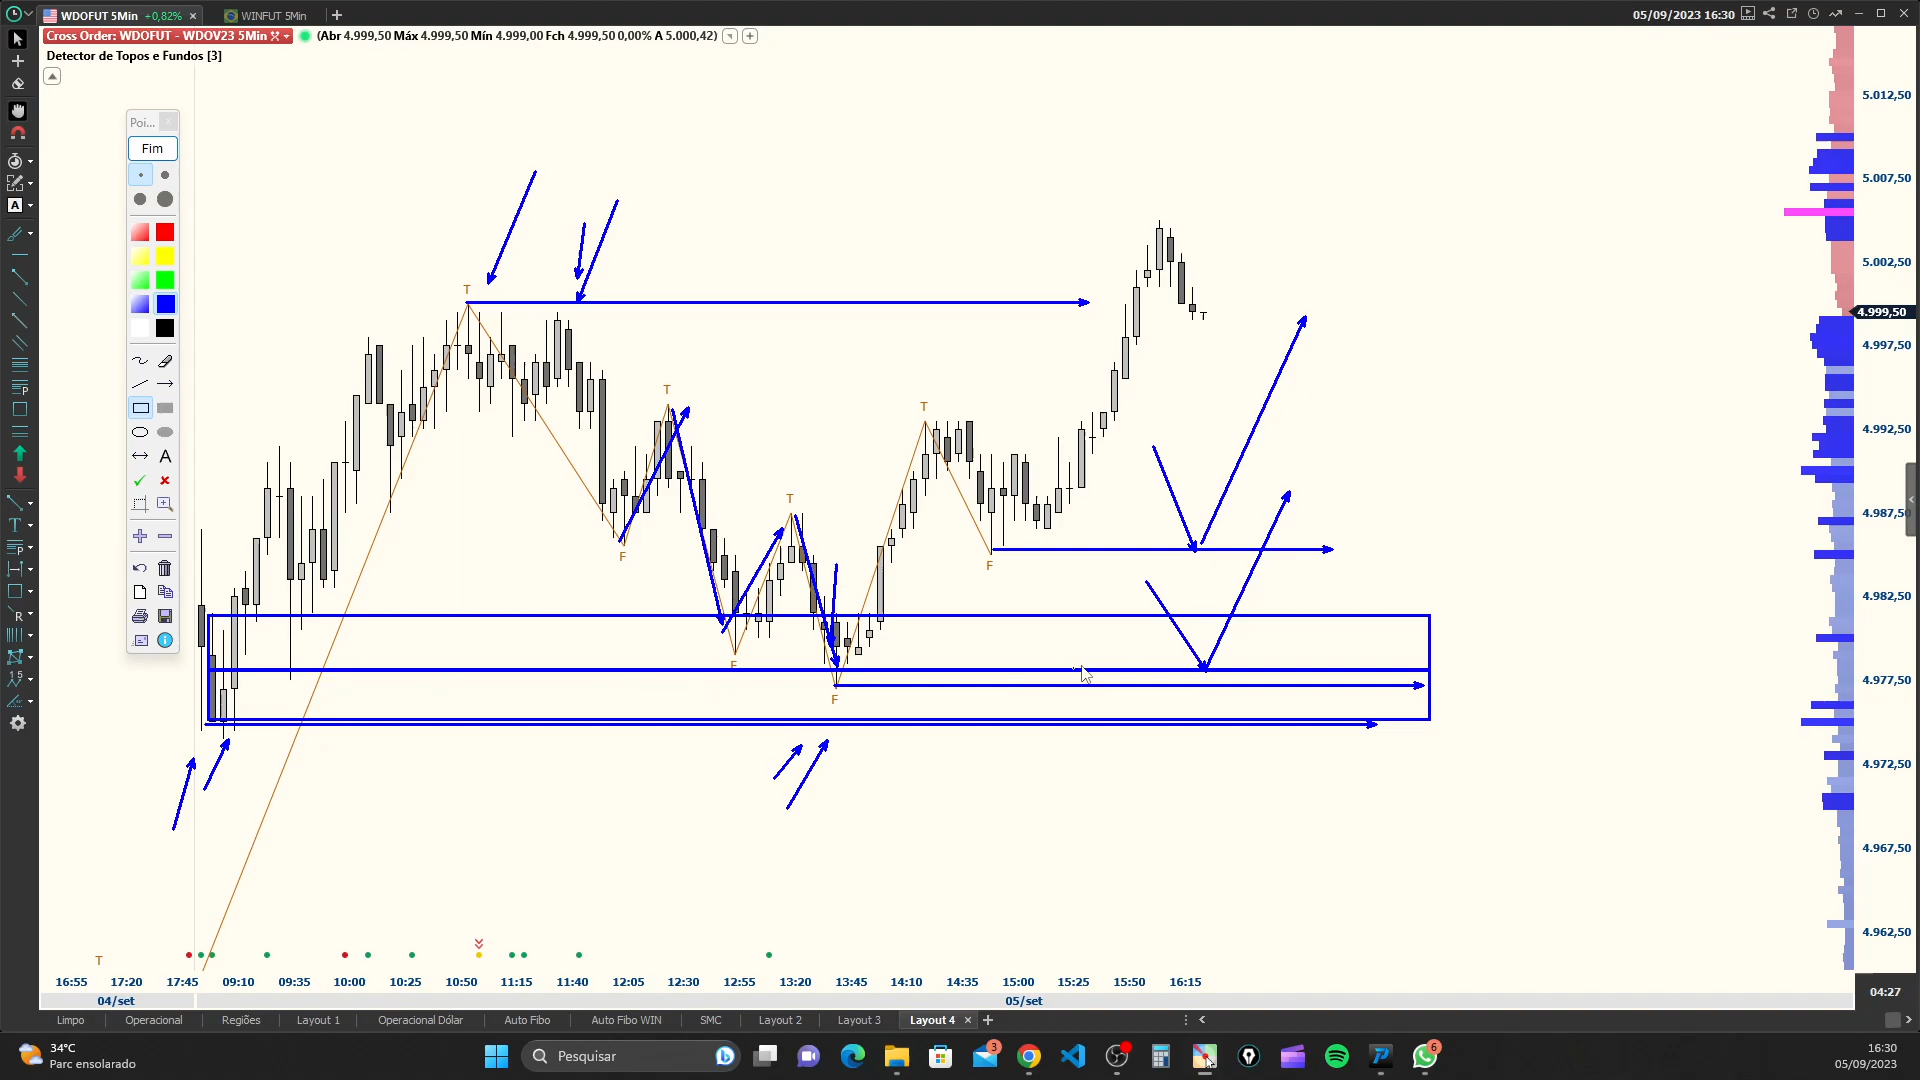 WDOFUT 5Min +0,82% ×
WINFUT 5Min
05/09/2023 16:30
Cross Order: WDOFUT - WDOV23 5Min
(Abr 4.999,50 Máx 4.999,50 Mín 4.999,00 Fch 4.999,50 0,00% A 5.000,42)
Detector de Topos e Fundos [3]
Poi...
Fim
A
5.012,50
5.007,50
5.002,50
4.999,50
4.997,50
4.992,50
4.987,50
4.982,50
4.977,50
4.972,50
4.967,50
4.962,50
T
T
T
T
F
F
F
F
T
16:55 17:20 17:45 09:10 09:35 10:00 10:25 10:50 11:15 11:40 12:05 12:30 12:55 13:20 13:45 14:10 14:35 15:00 15:25 15:50 16:15
04:27
04/set 05/set
Limpo Operacional Regiões Layout 1 Operacional Dólar Auto Fibo Auto Fibo WIN SMC Layout 2 Layout 3 Layout 4 ×
34°C
Parc ensolarado
Pesquisar
3
6
16:30
05/09/2023